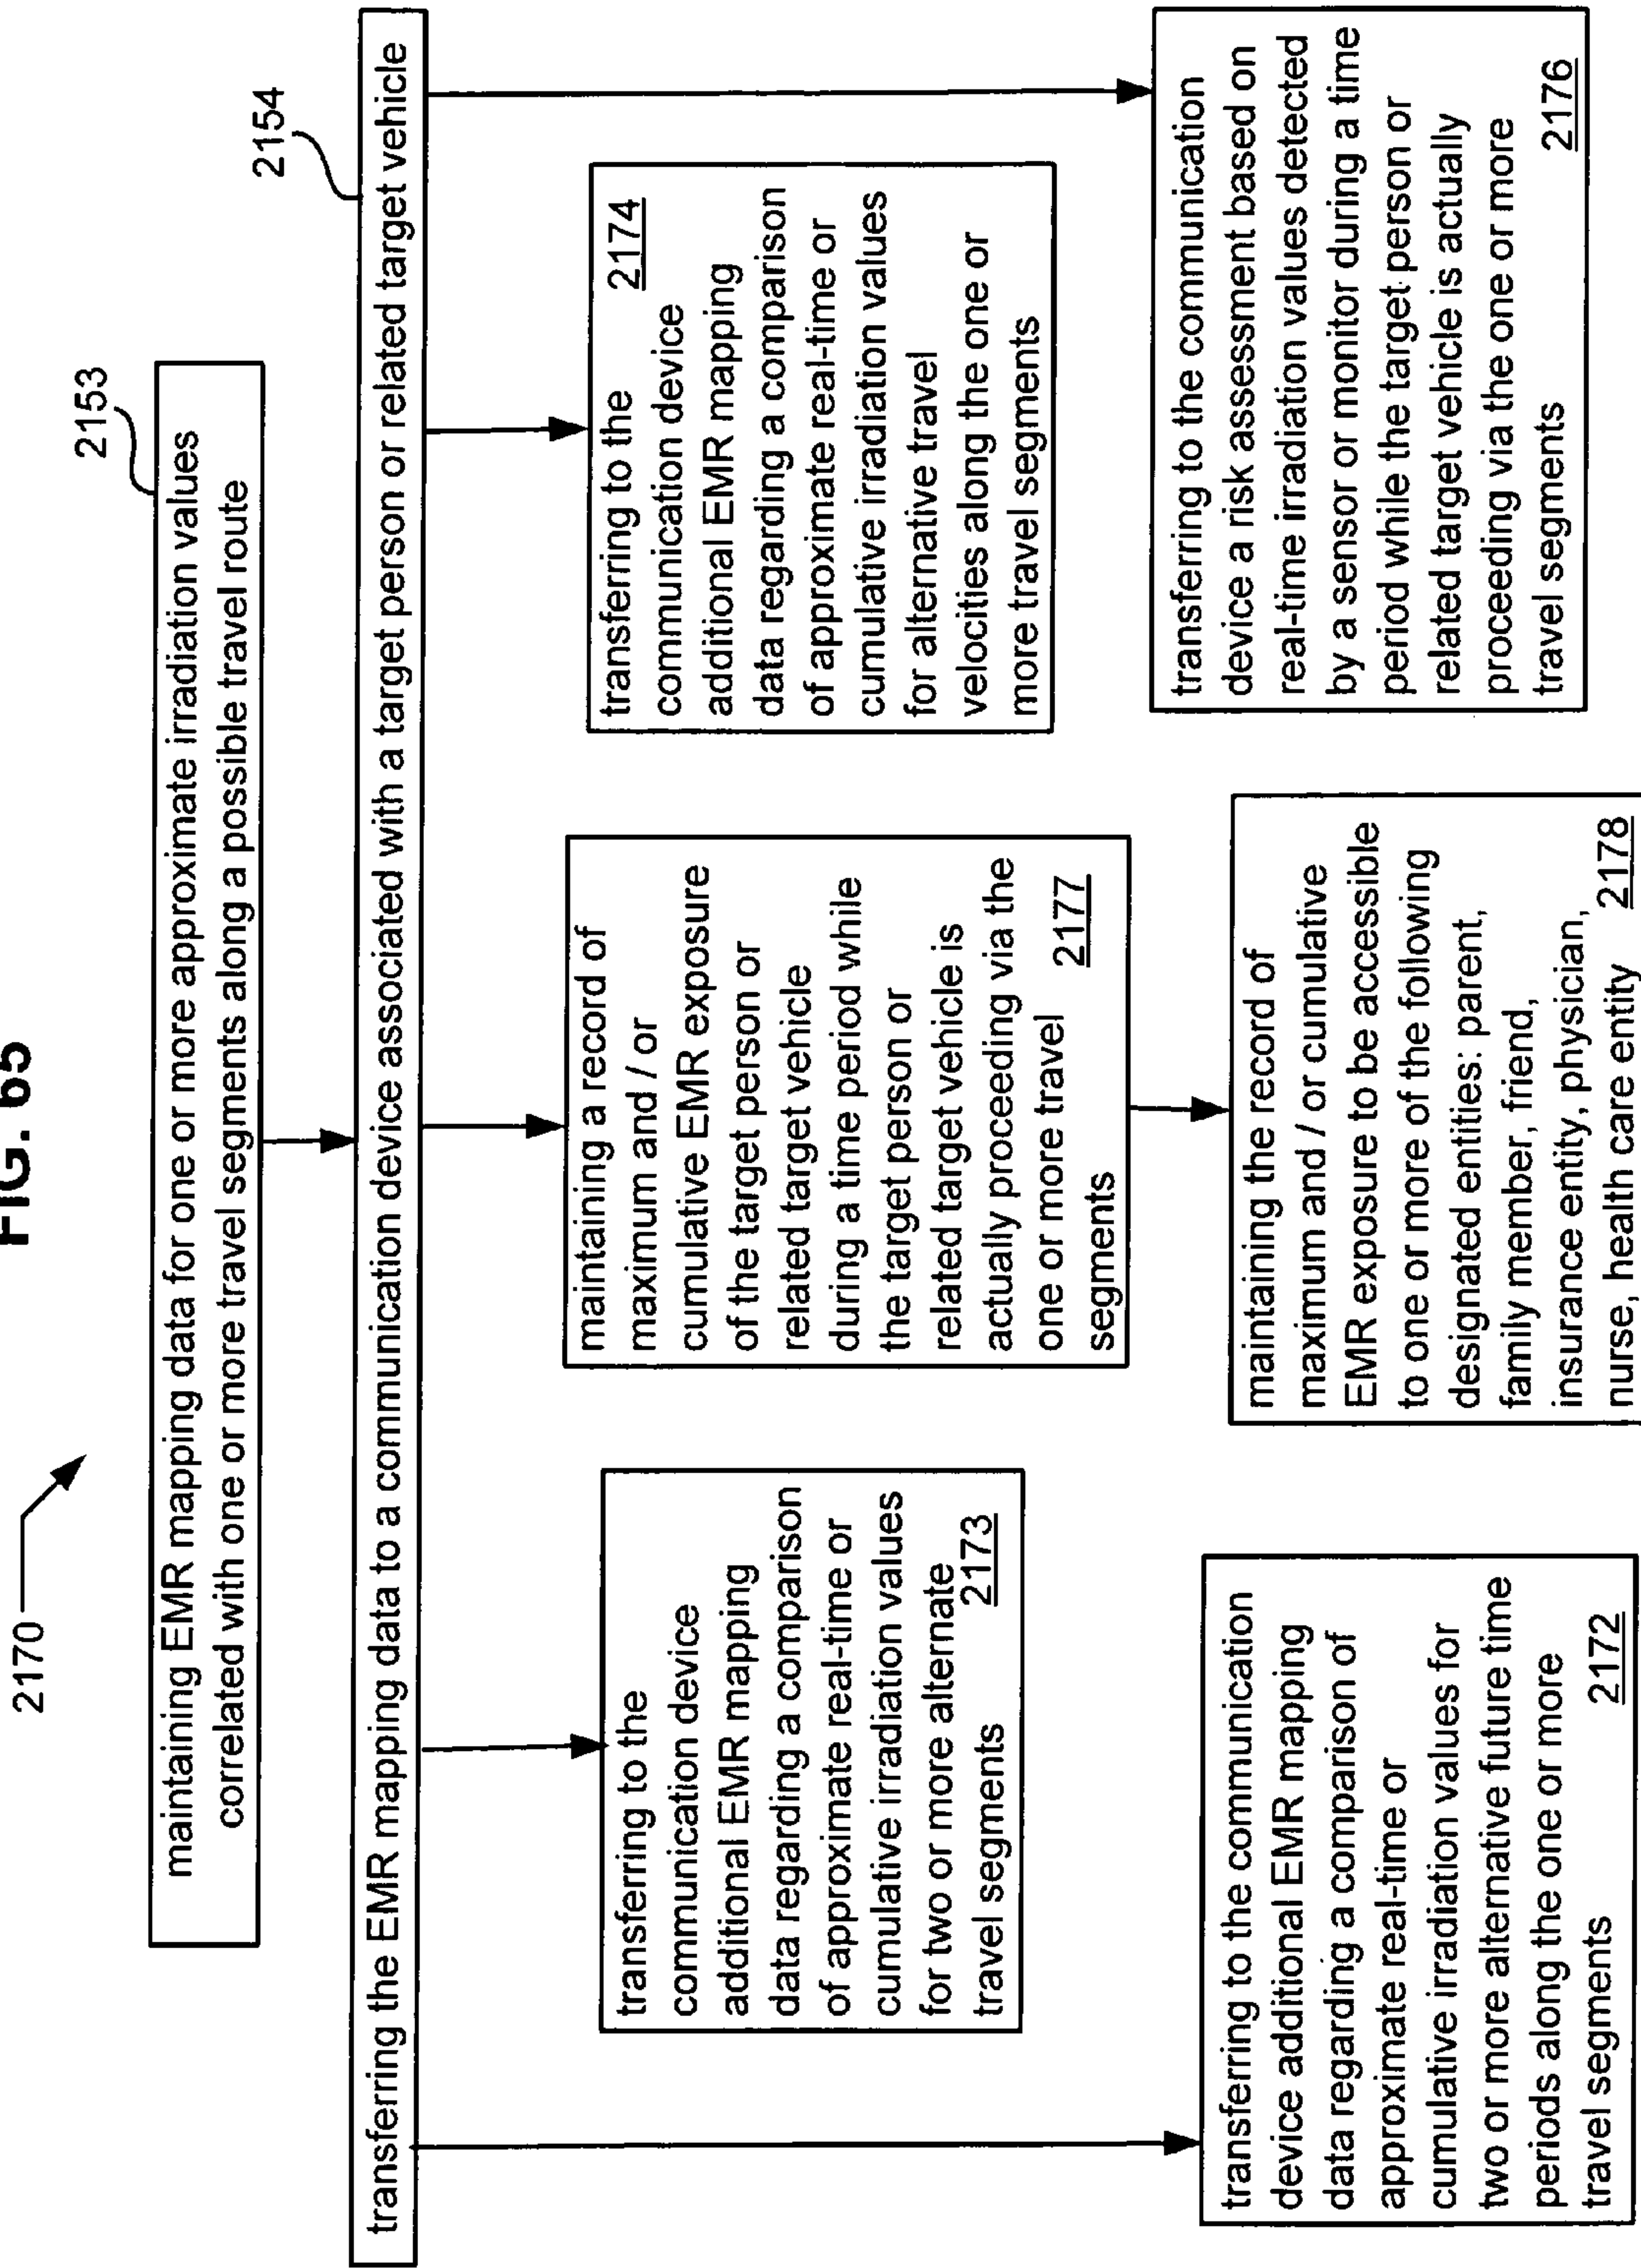 FIG. 65
2170
2153
maintaining EMR mapping data for one or more approximate irradiation values
correlated with one or more travel segments along a possible travel route
2154
transferring the EMR mapping data to a communication device associated with a target person or related target vehicle
transferring to the
communication device
additional EMR mapping
data regarding a comparison
of approximate real-time or
cumulative irradiation values
for two or more alternate
travel segments
2173
maintaining a record of
maximum and / or
cumulative EMR exposure
of the target person or
related target vehicle
during a time period while
the target person or
related target vehicle is
actually proceeding via the
one or more travel
segments
2177
transferring to the
communication device
additional EMR mapping
data regarding a comparison
of approximate real-time or
cumulative irradiation values
for alternative travel
velocities along the one or
more travel segments
2174
transferring to the communication
device additional EMR mapping
data regarding a comparison of
approximate real-time or
cumulative irradiation values for
two or more alternative future time
periods along the one or more
travel segments
2172
maintaining the record of
maximum and / or cumulative
EMR exposure to be accessible
to one or more of the following
designated entities: parent,
family member, friend,
insurance entity, physician,
nurse, health care entity 2178
transferring to the communication
device a risk assessment based on
real-time irradiation values detected
by a sensor or monitor during a time
period while the target person or
related target vehicle is actually
proceeding via the one or more
travel segments
2176